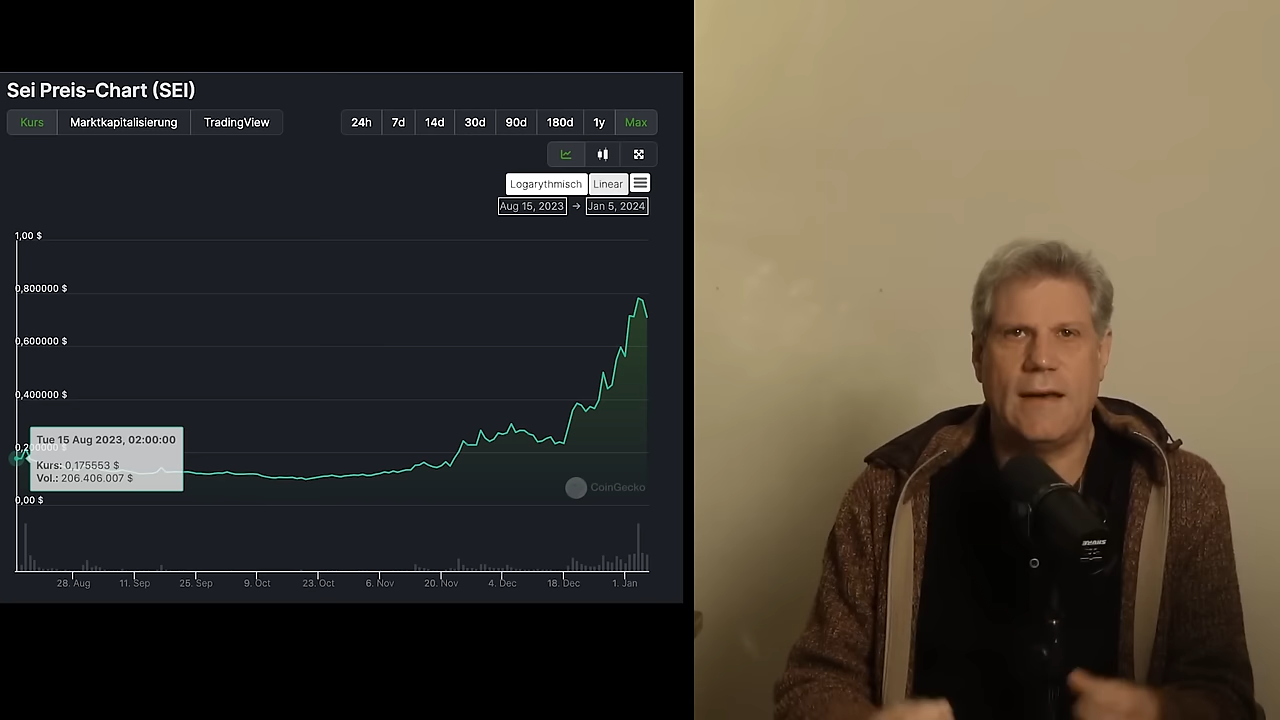 Sei Preis-Chart (SEI)
Kurs Marktkapitalisierung TradingView 24h 7d 14d 30d 90d 180d 1y Max
Logarythmisch Linear
Aug 15, 2023 → Jan 5, 2024
1,00 $
0,800000 $
0,600000 $
0,400000 $
0,200000 $
Tue 15 Aug 2023, 02:00:00
Kurs: 0,175553 $
Vol.: 206.406.007 $
CoinGecko
0,00 $
28. Aug 11. Sep 25. Sep 9. Oct 23. Oct 6. Nov 20. Nov 4. Dec 18. Dec 1. Jan
SHURE